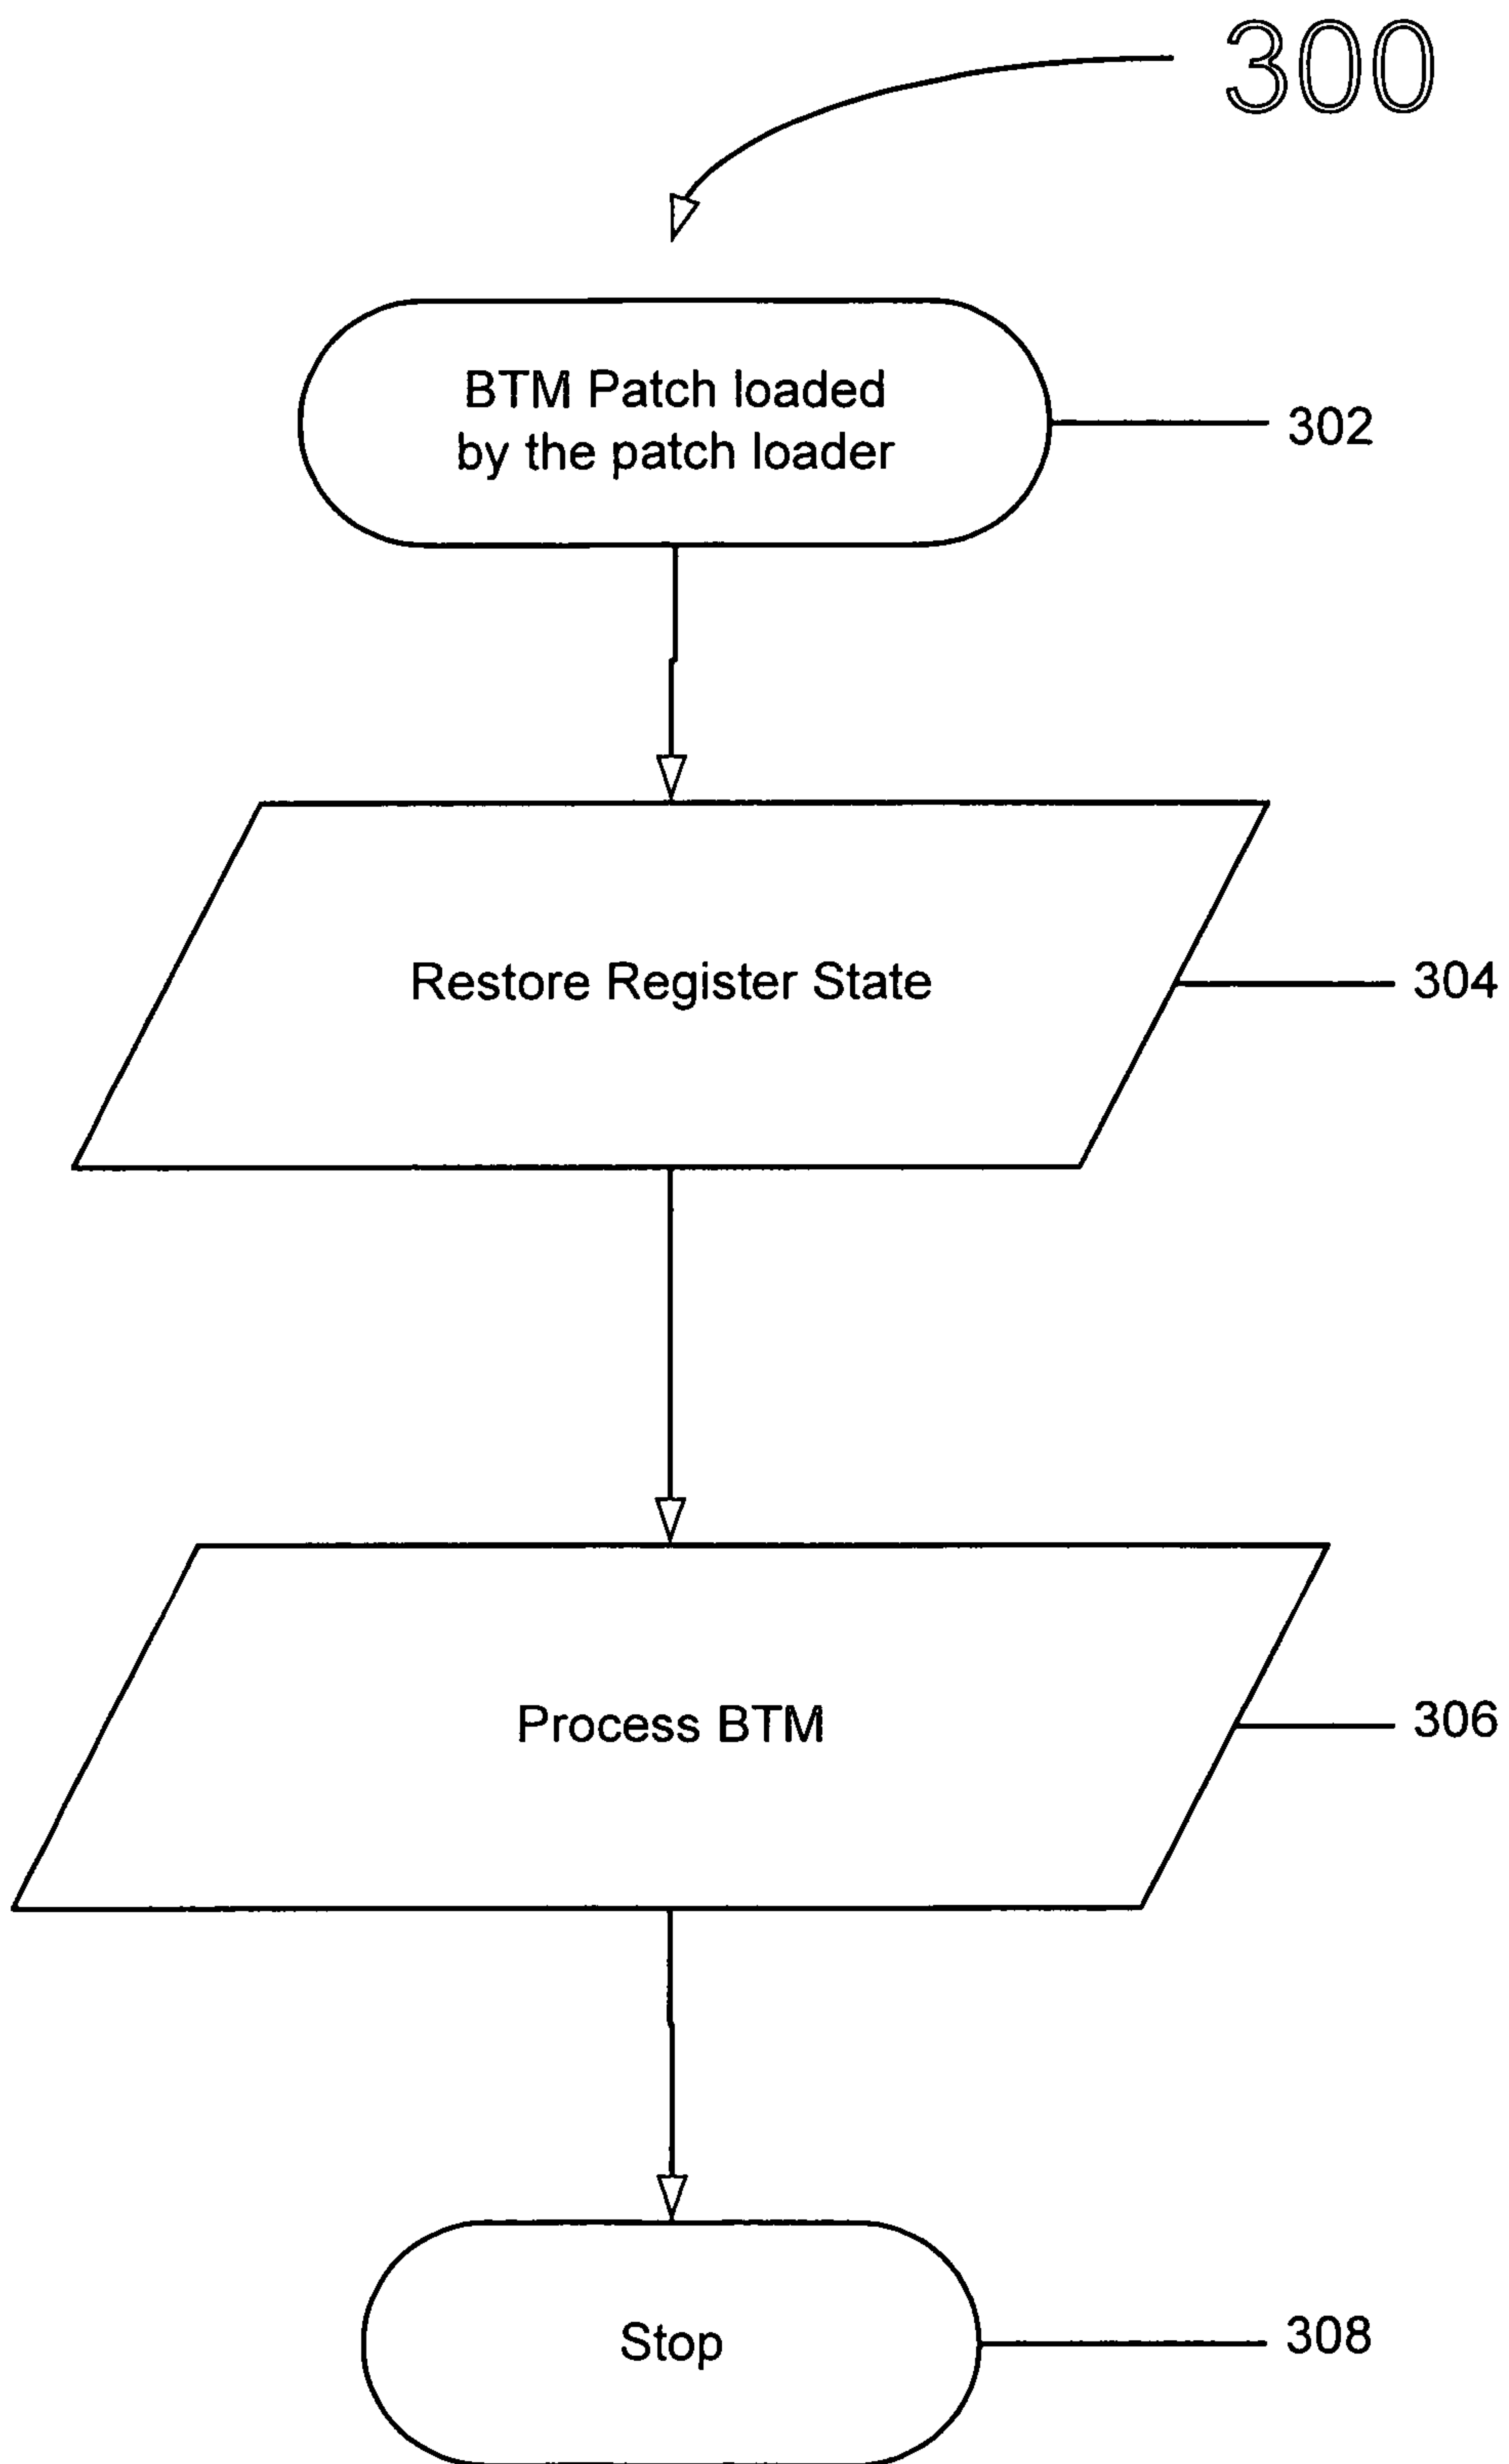 300
BTM Patch loaded
by the patch loader
302
Restore Register State
304
Process BTM
306
Stop
308